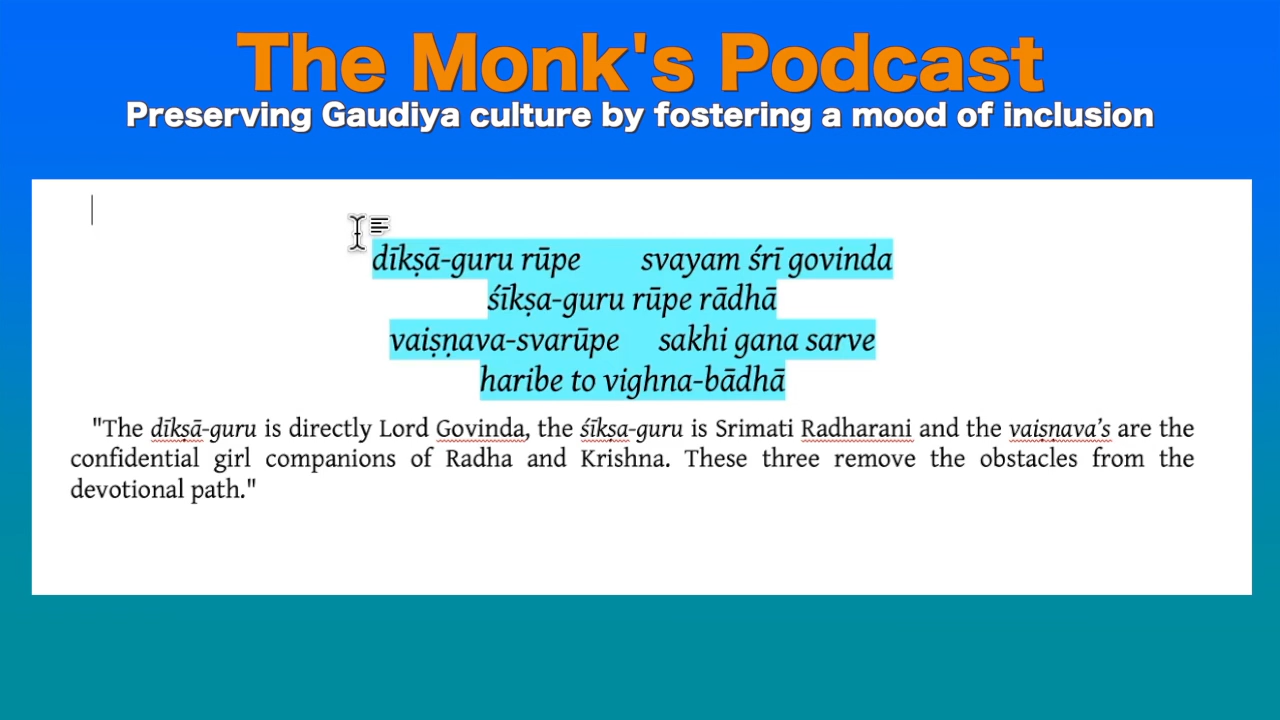 The Monk's Podcast
Preserving Gaudiya culture by fostering a mood of inclusion
dīkṣā-guru rūpe svayam śrī govinda
śīkṣa-guru rūpe rādhā
vaiṣṇava-svarūpe sakhi gana sarve
haribe to vighna-bādhā
"The dīkṣā-guru is directly Lord Govinda, the śīkṣa-guru is Srimati Radharani and the vaiṣṇava’s are the
confidential girl companions of Radha and Krishna. These three remove the obstacles from the
devotional path."